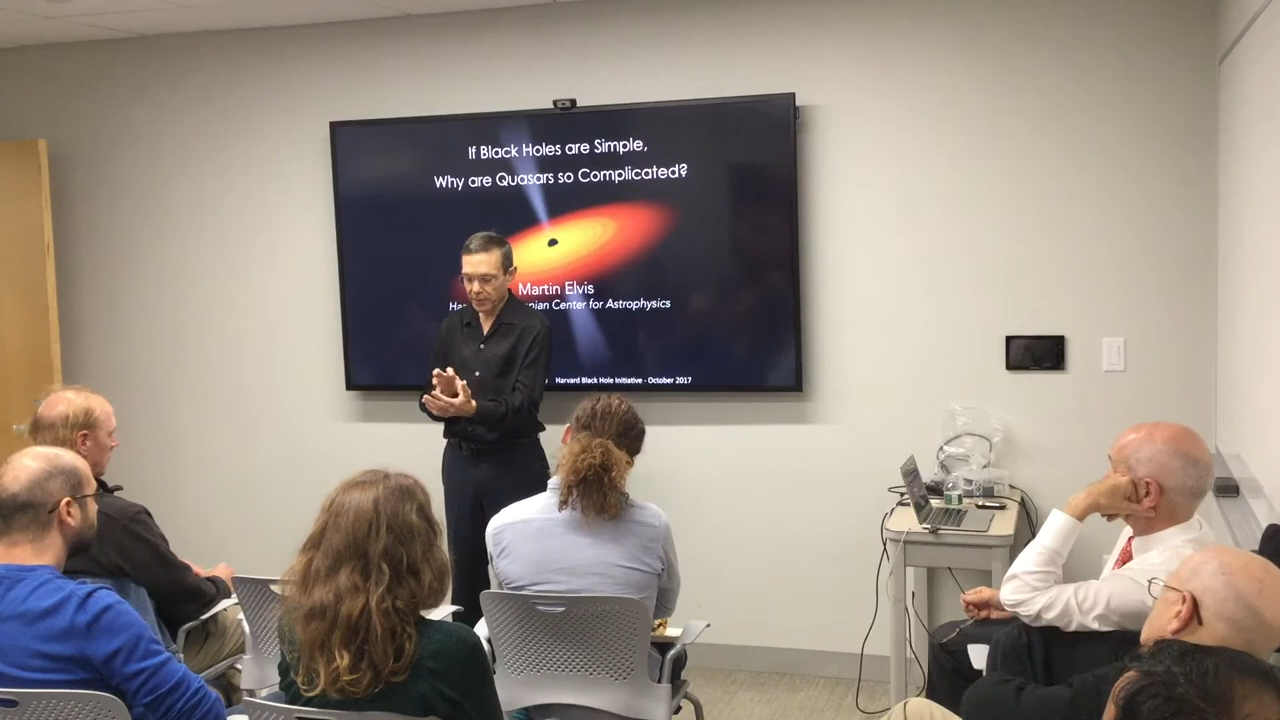 If Black Holes are Simple,
Why are Quasars so Complicated?
Martin Elvis
Center for Astrophysics
Harvard Black Hole Initiative - October 2017